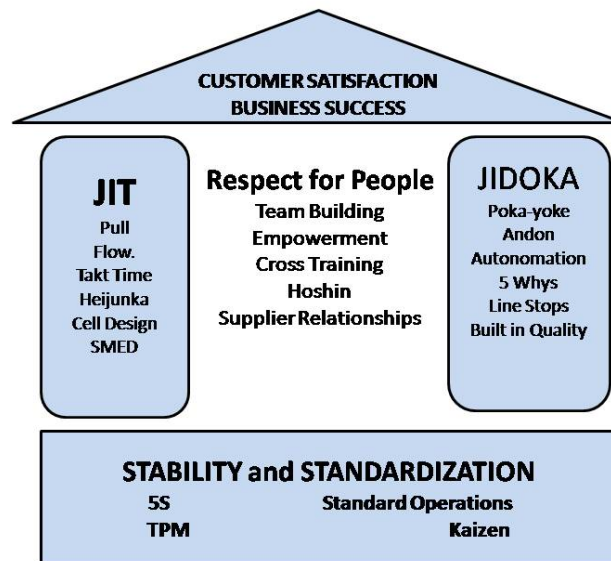 CUSTOMER SATISFACTION
BUSINESS SUCCESS
JIT
Pull
Flow.
Takt Time
Heijunka
Cell Design
SMED
Respect for People
Team Building
Empowerment
Cross Training
Hoshin
Supplier Relationships
JIDOKA
Poka-yoke
Andon
Autonomation
5 Whys
Line Stops
Built in Quality
STABILITY and STANDARDIZATION
5S Standard Operations
TPM Kaizen